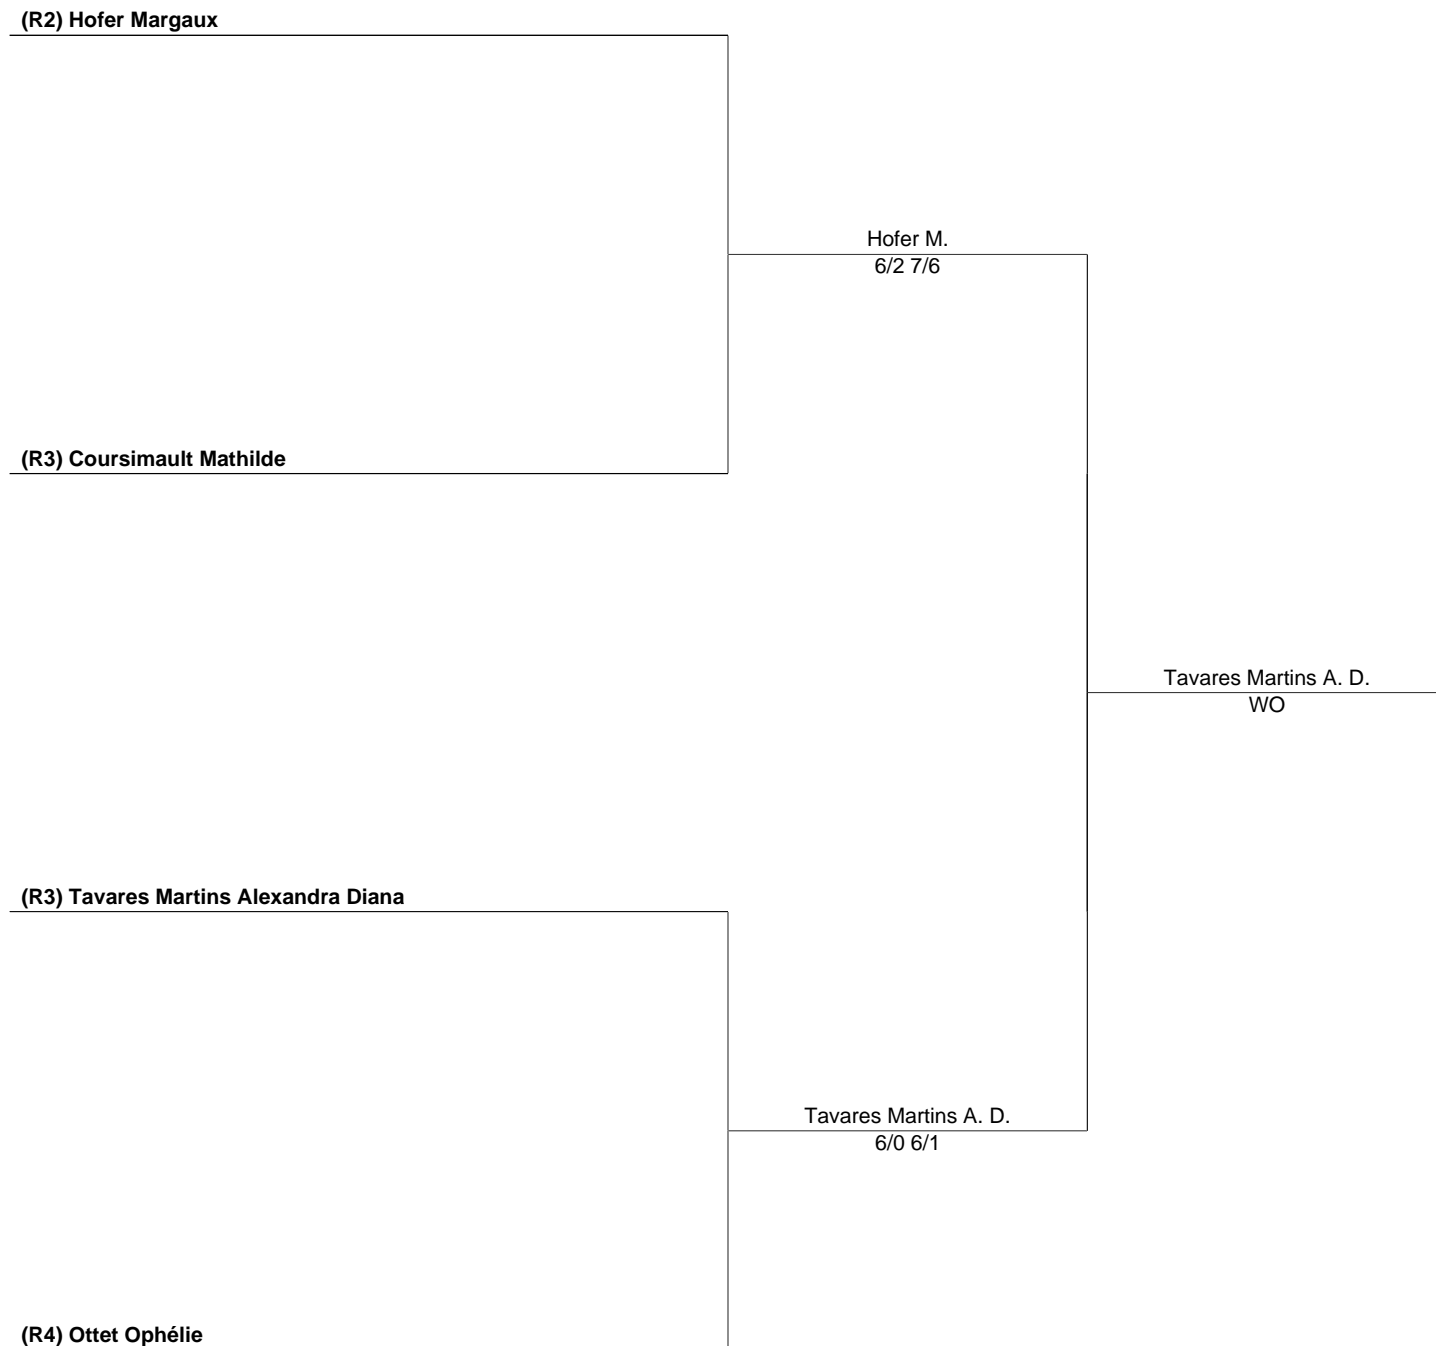 (R2) Hofer Margaux
Hofer M.
6/2 7/6
(R3) Coursimault Mathilde
Tavares Martins A. D.
WO
(R3) Tavares Martins Alexandra Diana
Tavares Martins A. D.
6/0 6/1
(R4) Ottet Ophélie